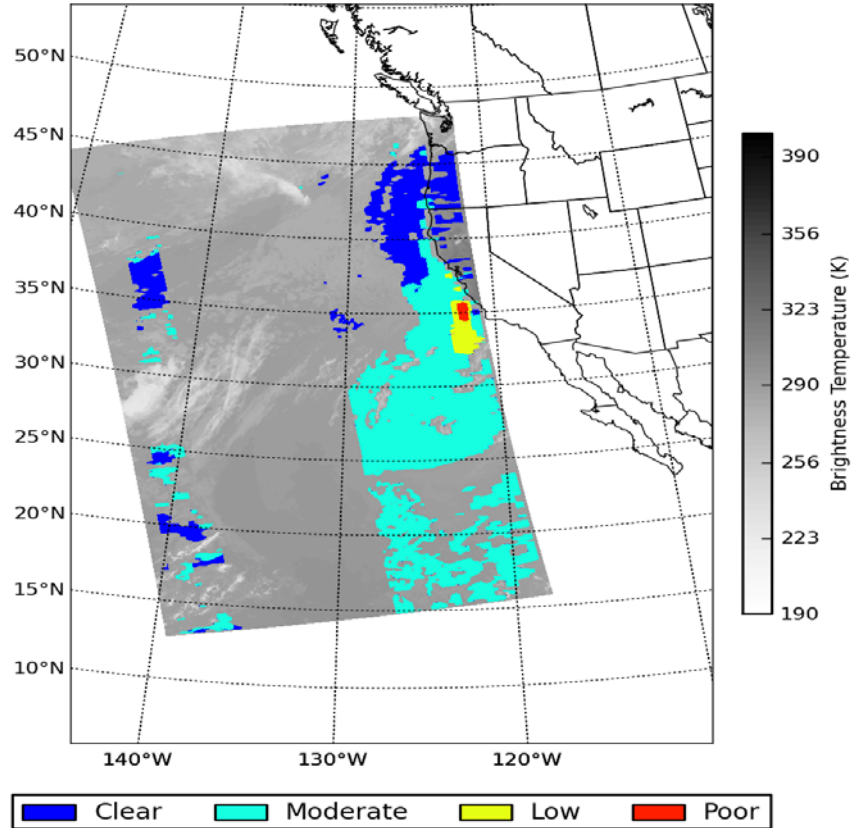 50°N
45°N
40°N
35°N
30°N
25°N
20°N
15°N
10°N
140°W 130°W 120°W
390
356
323
290
256
223
190
Brightness Temperature (K)
Clear Moderate Low Poor